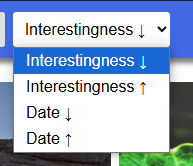 Interestingness ↓
Interestingness ↓
Interestingness ↑
Date ↓
Date ↑